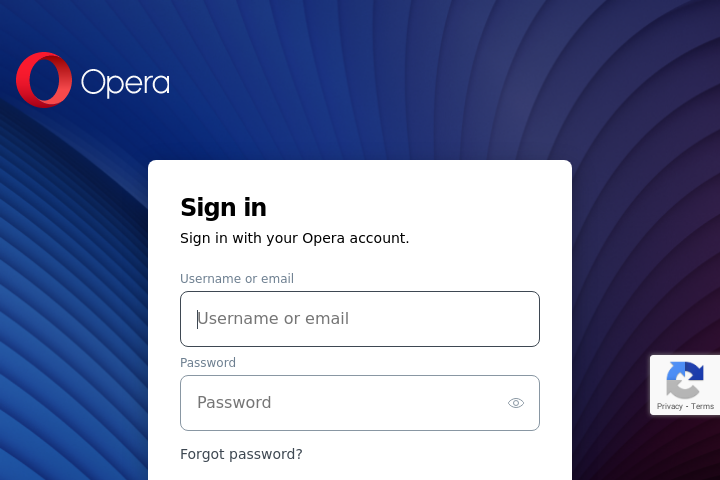 Opera
Sign in
Sign in with your Opera account.
Username or email
Username or email
Password
Password
Forgot password?
Privacy - Terms